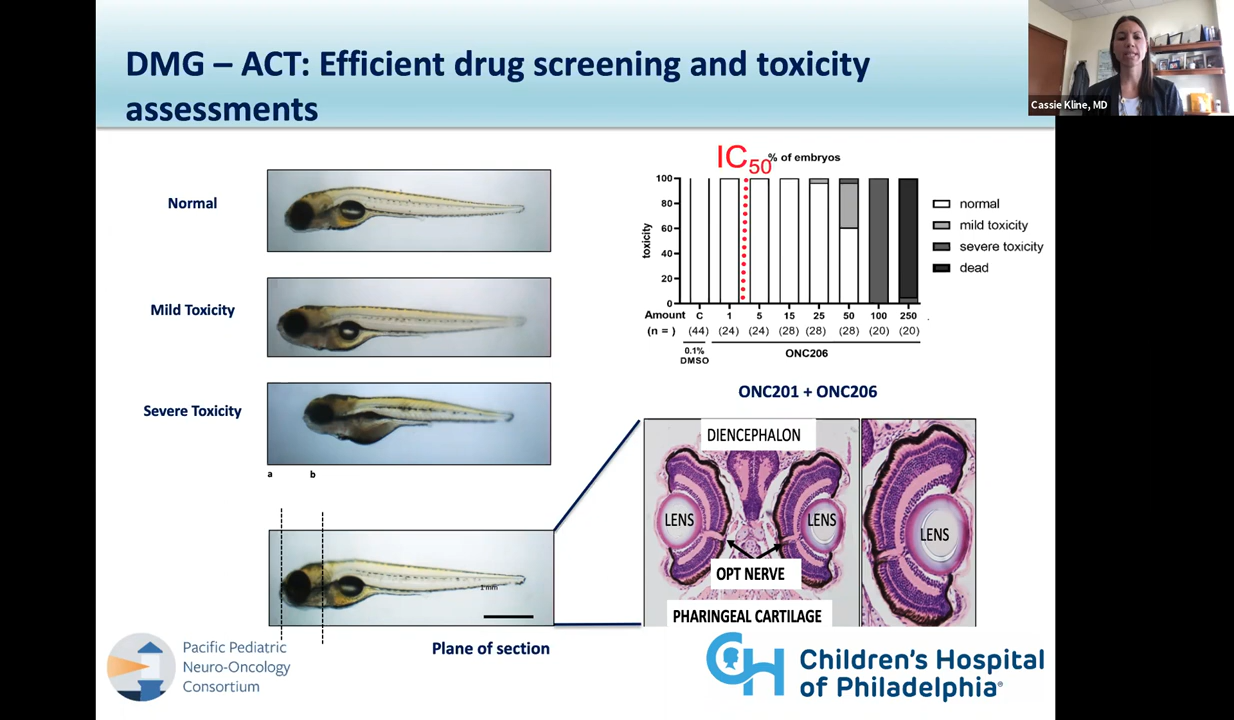 DMG – ACT: Efficient drug screening and toxicity
assessments
Cassie Kline, MD
Normal
Mild Toxicity
Severe Toxicity
a b
1 mm
Plane of section
IC50
% of embryos
toxicity
100
80
60
40
20
0
Amount C 1 5 15 25 50 100 250
(n = ) (44) (24) (24) (28) (28) (28) (20) (20)
0.1%
DMSO
ONC206
normal
mild toxicity
severe toxicity
dead
ONC201 + ONC206
DIENCEPHALON
LENS LENS LENS
OPT NERVE
PHARINGEAL CARTILAGE
Pacific Pediatric
Neuro-Oncology
Consortium
CH Children's Hospital
of Philadelphia®